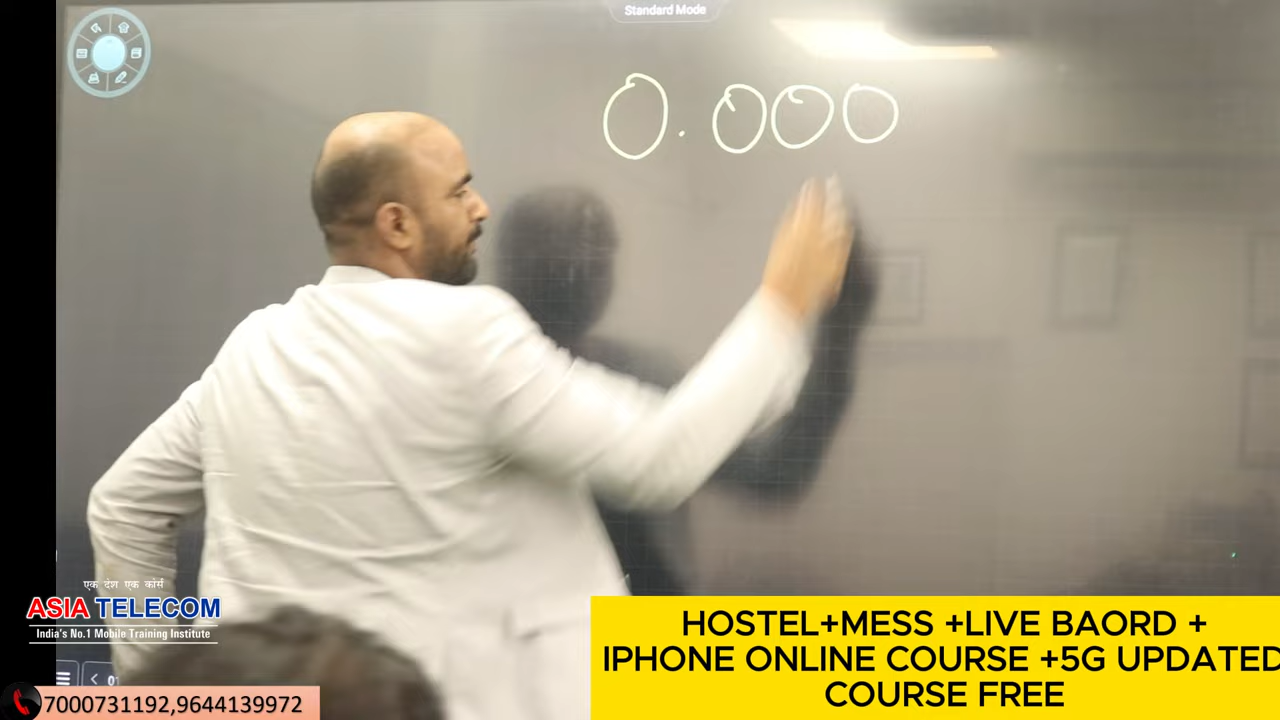 Standard Mode
0.000
एक देश एक कोर्स
ASIA TELECOM
India's No.1 Mobile Training Institute
7000731192,9644139972
HOSTEL+MESS +LIVE BAORD +
IPHONE ONLINE COURSE +5G UPDATED
COURSE FREE